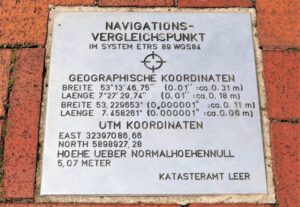 NAVIGATIONS-
VERGLEICHSPUNKT
IM SYSTEM ETRS 89 WGS84
GEOGRAPHISCHE KOORDINATEN
BREITE 53°13'46,75" (0.01" =ca.0.31 m)
LAENGE 7°27'29,74" (0.01" =ca.0.18 m)
BREITE 53,229653° (0,000001° =ca.0.11 m)
LAENGE 7.458261° (0.000001° =ca.0.06 m)
UTM KOORDINATEN
EAST 32397086,66
NORTH 5898927,28
HOEHE UEBER NORMALHOEHENNULL
5,07 METER
KATASTERAMT LEER